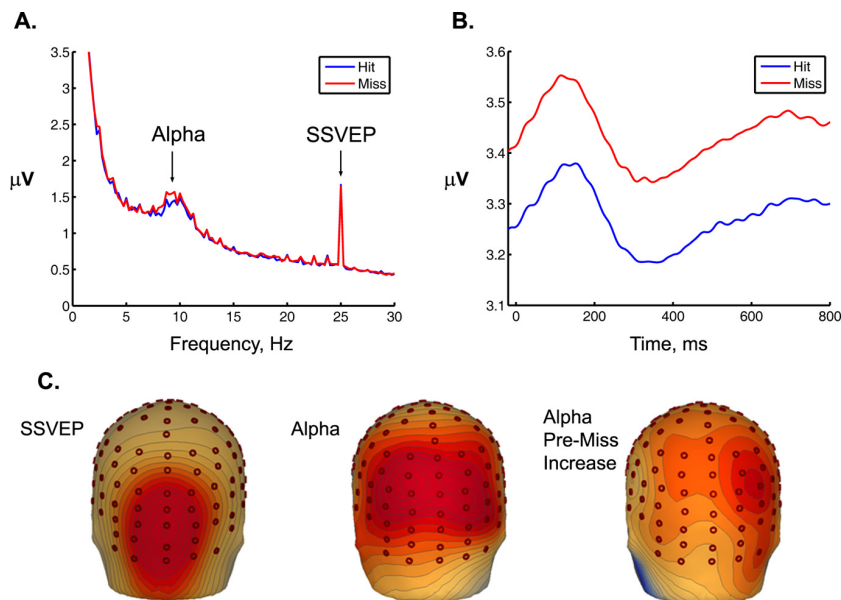 A.
3.5
3
2.5
2
1.5
1
0.5
0
μV
Hit
Miss
Alpha
SSVEP
0 5 10 15 20 25 30
Frequency, Hz
B.
3.6
3.5
3.4
3.3
3.2
3.1
μV
Hit
Miss
0 200 400 600 800
Time, ms
C.
SSVEP
Alpha
Alpha
Pre-Miss
Increase